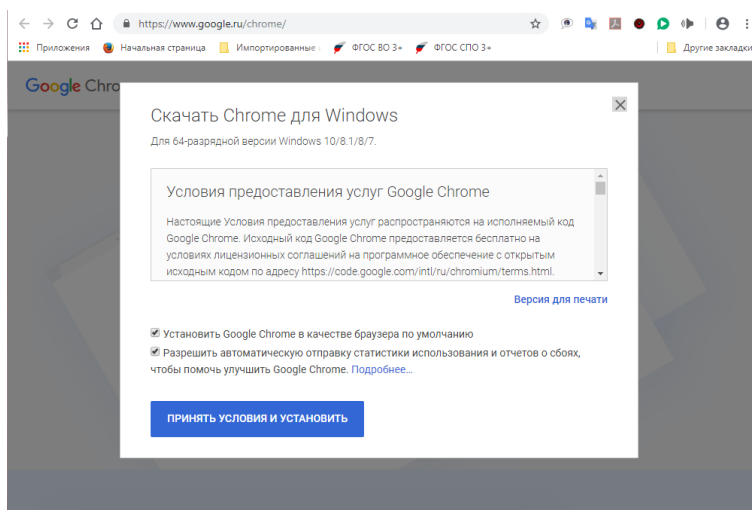 https://www.google.ru/chrome/
Приложения Начальная страница Импортированные ФГОС ВО 3+ ФГОС СПО 3+ Другие закладки
Google Chro
Скачать Chrome для Windows
Для 64-разрядной версии Windows 10/8.1/8/7.
Условия предоставления услуг Google Chrome
Настоящие Условия предоставления услуг распространяются на исполняемый код
Google Chrome. Исходный код Google Chrome предоставляется бесплатно на
условиях лицензионных соглашений на программное обеспечение с открытым
исходным кодом по адресу https://code.google.com/intl/ru/chromium/terms.html.
Версия для печати
Установить Google Chrome в качестве браузера по умолчанию
Разрешить автоматическую отправку статистики использования и отчетов о сбоях,
чтобы помочь улучшить Google Chrome. Подробнее...
ПРИНЯТЬ УСЛОВИЯ И УСТАНОВИТЬ